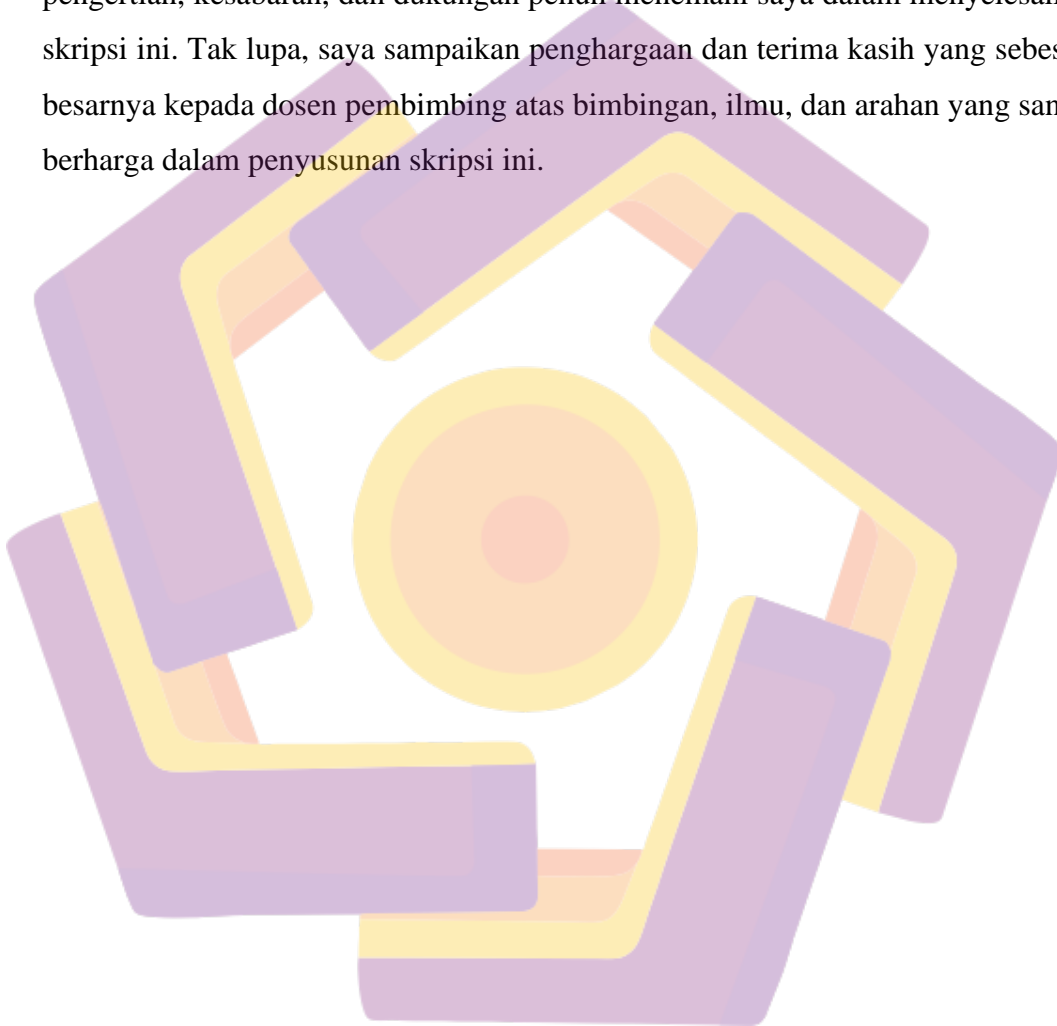 pengertian, kesabaran, dan dukungan penuh menemani saya dalam menyelesa
skripsi ini. Tak lupa, saya sampaikan penghargaan dan terima kasih yang sebes
besarnya kepada dosen pembimbing atas bimbingan, ilmu, dan arahan yang san
berharga dalam penyusunan skripsi ini.